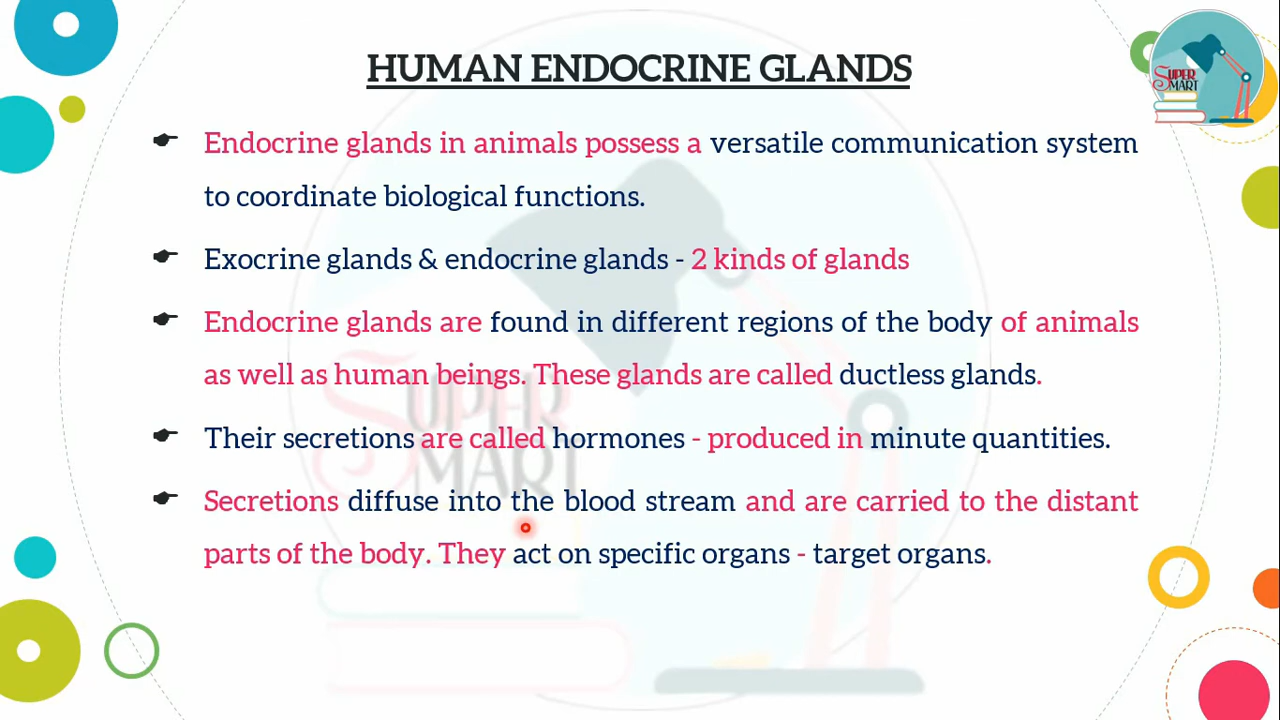 HUMAN ENDOCRINE GLANDS
SUPER
MART
Endocrine glands in animals possess a versatile communication system
to coordinate biological functions.
Exocrine glands & endocrine glands - 2 kinds of glands
Endocrine glands are found in different regions of the body of animals
as well as human beings. These glands are called ductless glands.
Their secretions are called hormones - produced in minute quantities.
Secretions diffuse into the blood stream and are carried to the distant
parts of the body. They act on specific organs - target organs.
SUPER
MART